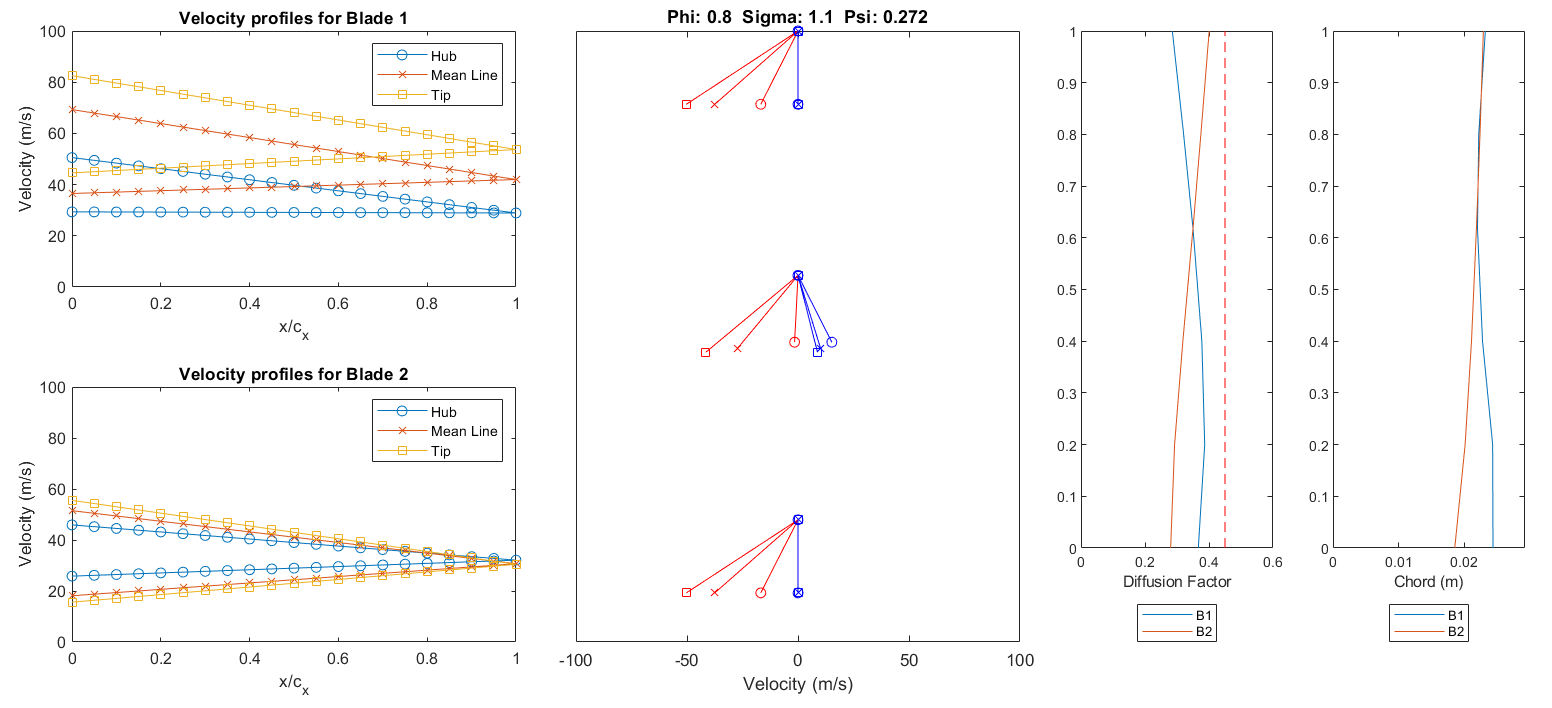 Velocity profiles for Blade 1
Velocity (m/s)
100
80
60
40
20
0
0 0.2 0.4 0.6 0.8 1
x/cx
Hub
Mean Line
Tip
Velocity profiles for Blade 2
Velocity (m/s)
100
80
60
40
20
0
0 0.2 0.4 0.6 0.8 1
x/cx
Hub
Mean Line
Tip
Phi: 0.8 Sigma: 1.1 Psi: 0.272
-100 -50 0 50 100
Velocity (m/s)
1
0.9
0.8
0.7
0.6
0.5
0.4
0.3
0.2
0.1
0
0 0.2 0.4 0.6
Diffusion Factor
B1
B2
1
0.9
0.8
0.7
0.6
0.5
0.4
0.3
0.2
0.1
0
0 0.01 0.02
Chord (m)
B1
B2